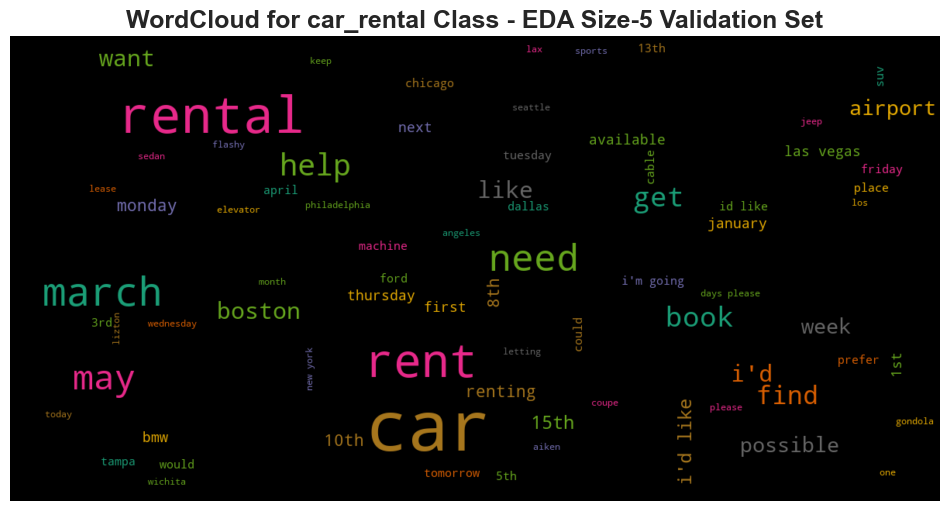 WordCloud for car_rental Class - EDA Size-5 Validation Set
want
keep
lax
sports
13th
chicago
suv
rental
seattle
airport
next
jeep
flashy
available
sedan
help
tuesday
cable
las vegas
friday
lease
april
like
get
place
monday
elevator
philadelphia
dallas
id like
los
january
angeles
machine
need
march
month
ford
8th
i'm going
thursday
first
days please
boston
book
3rd
lizton
wednesday
could
week
new york
rent
letting
prefer
1st
may
i'd
renting
find
today
car
coupe
i'd like
please
15th
gondola
bmw
10th
aiken
possible
tampa
would
tomorrow
5th
one
wichita